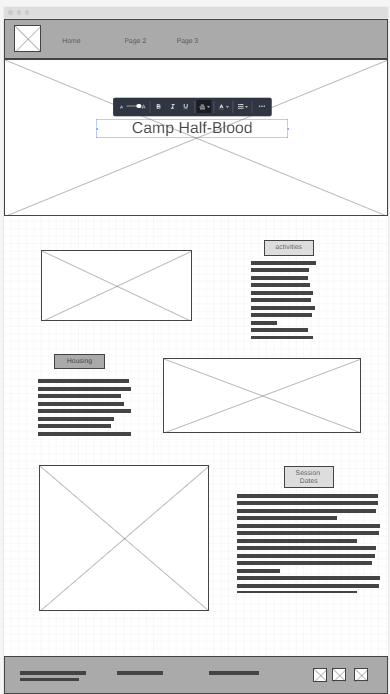 Home Page 2 Page 3
A A B I U A A
Camp Half-Blood
activities
Housing
Session
Dates